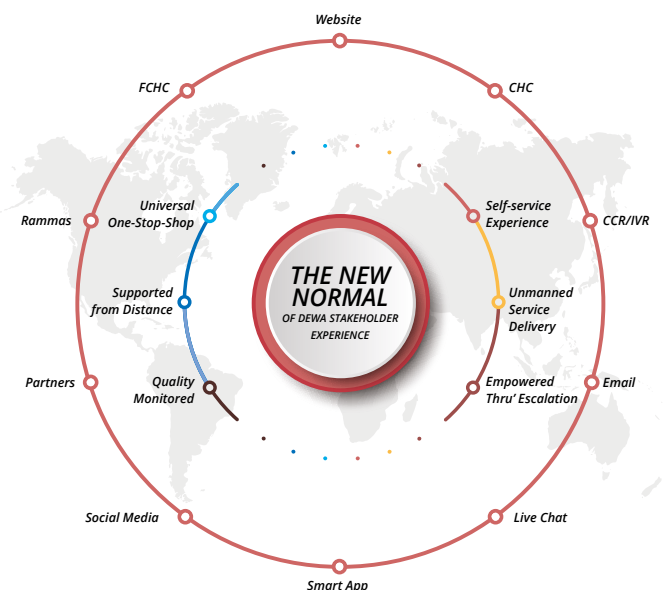 Website
FCHC
CHC
Universal
One-Stop-Shop
Self-service
Experience
Rammas
CCR/IVR
THE NEW
NORMAL
OF DEWA STAKEHOLDER
EXPERIENCE
Supported
from Distance
Unmanned
Service
Delivery
Partners
Quality
Monitored
Empowered
Thru’ Escalation
Email
Social Media
Live Chat
Smart App